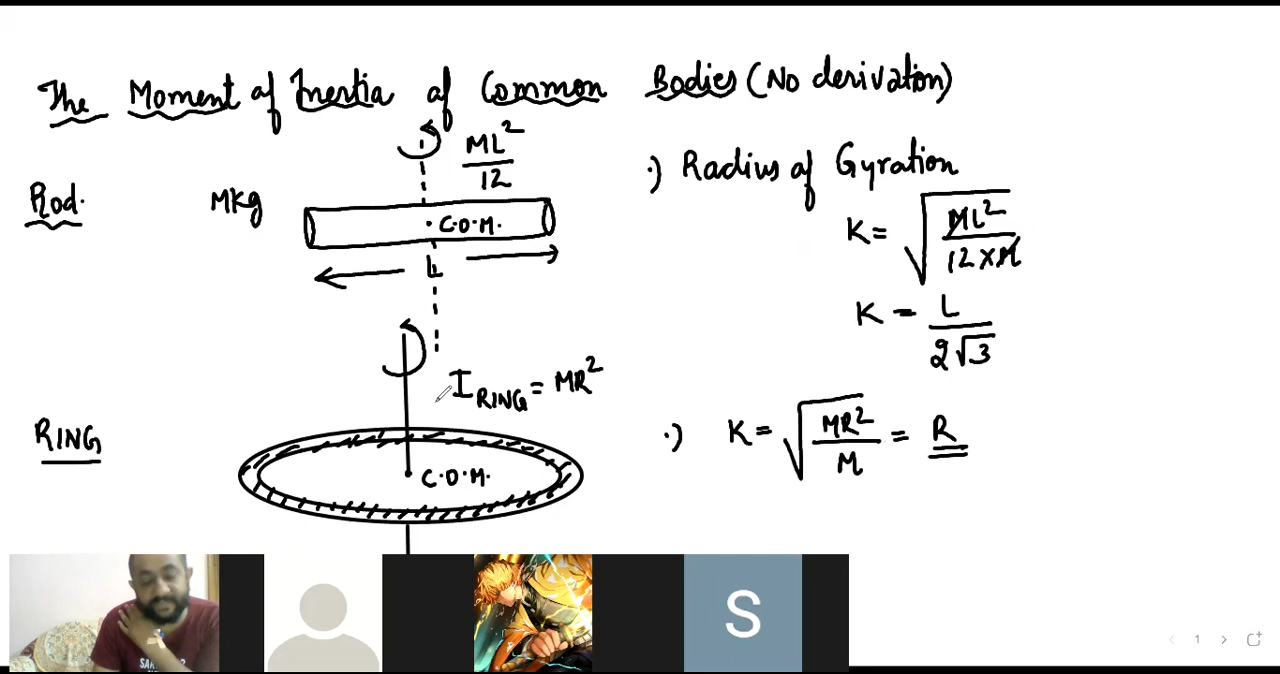 The Moment of Inertia of Common Bodies (No derivation)
ML²/12
Rod.
MKg
C.O.M.
L
·) Radius of Gyration
K = √(ML²/12×M)
K = L/2√3
RING
I RING = MR²
C.O.M.
·) K = √(MR²/M) = R
S
1